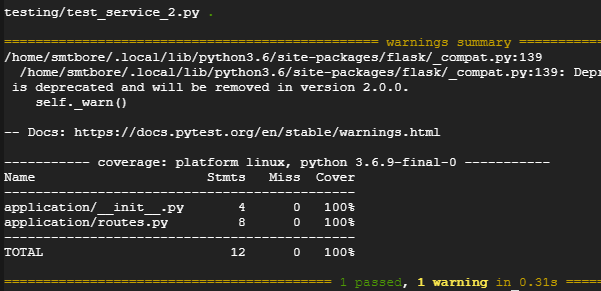 testing/test_service_2.py .
================================================ warnings summary ===========
/home/smtbore/.local/lib/python3.6/site-packages/flask/_compat.py:139
  /home/smtbore/.local/lib/python3.6/site-packages/flask/_compat.py:139: Depr
 is deprecated and will be removed in version 2.0.0.
    self._warn()
-- Docs: https://docs.pytest.org/en/stable/warnings.html
----------- coverage: platform linux, python 3.6.9-final-0 -----------
Name                      Stmts   Miss  Cover
---------------------------------------------
application/__init__.py       4      0   100%
application/routes.py         8      0   100%
---------------------------------------------
TOTAL                        12      0   100%
========================================== 1 passed, 1 warning in 0.31s =====